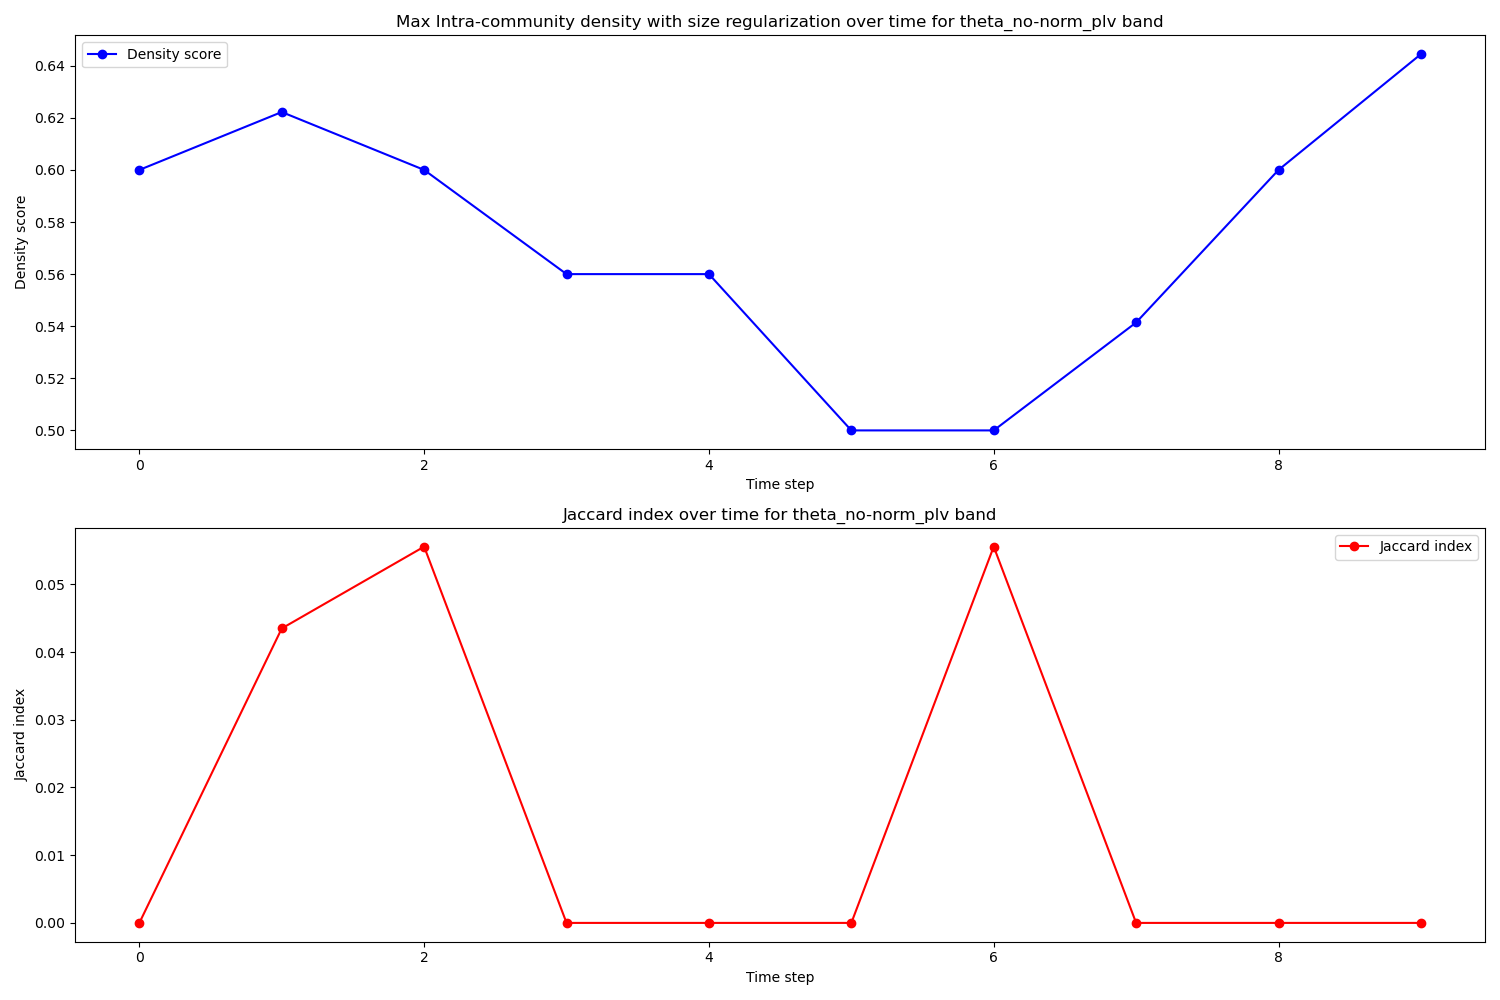 Max Intra-community density with size regularization over time for theta_no-norm_plv band
Density score
0.64
0.62
0.60
0.58
0.56
0.54
0.52
0.50
Density score
0 2 4 6 8
Time step
Jaccard index over time for theta_no-norm_plv band
Jaccard index
0.05
0.04
0.03
0.02
0.01
0.00
Jaccard index
0 2 4 6 8
Time step